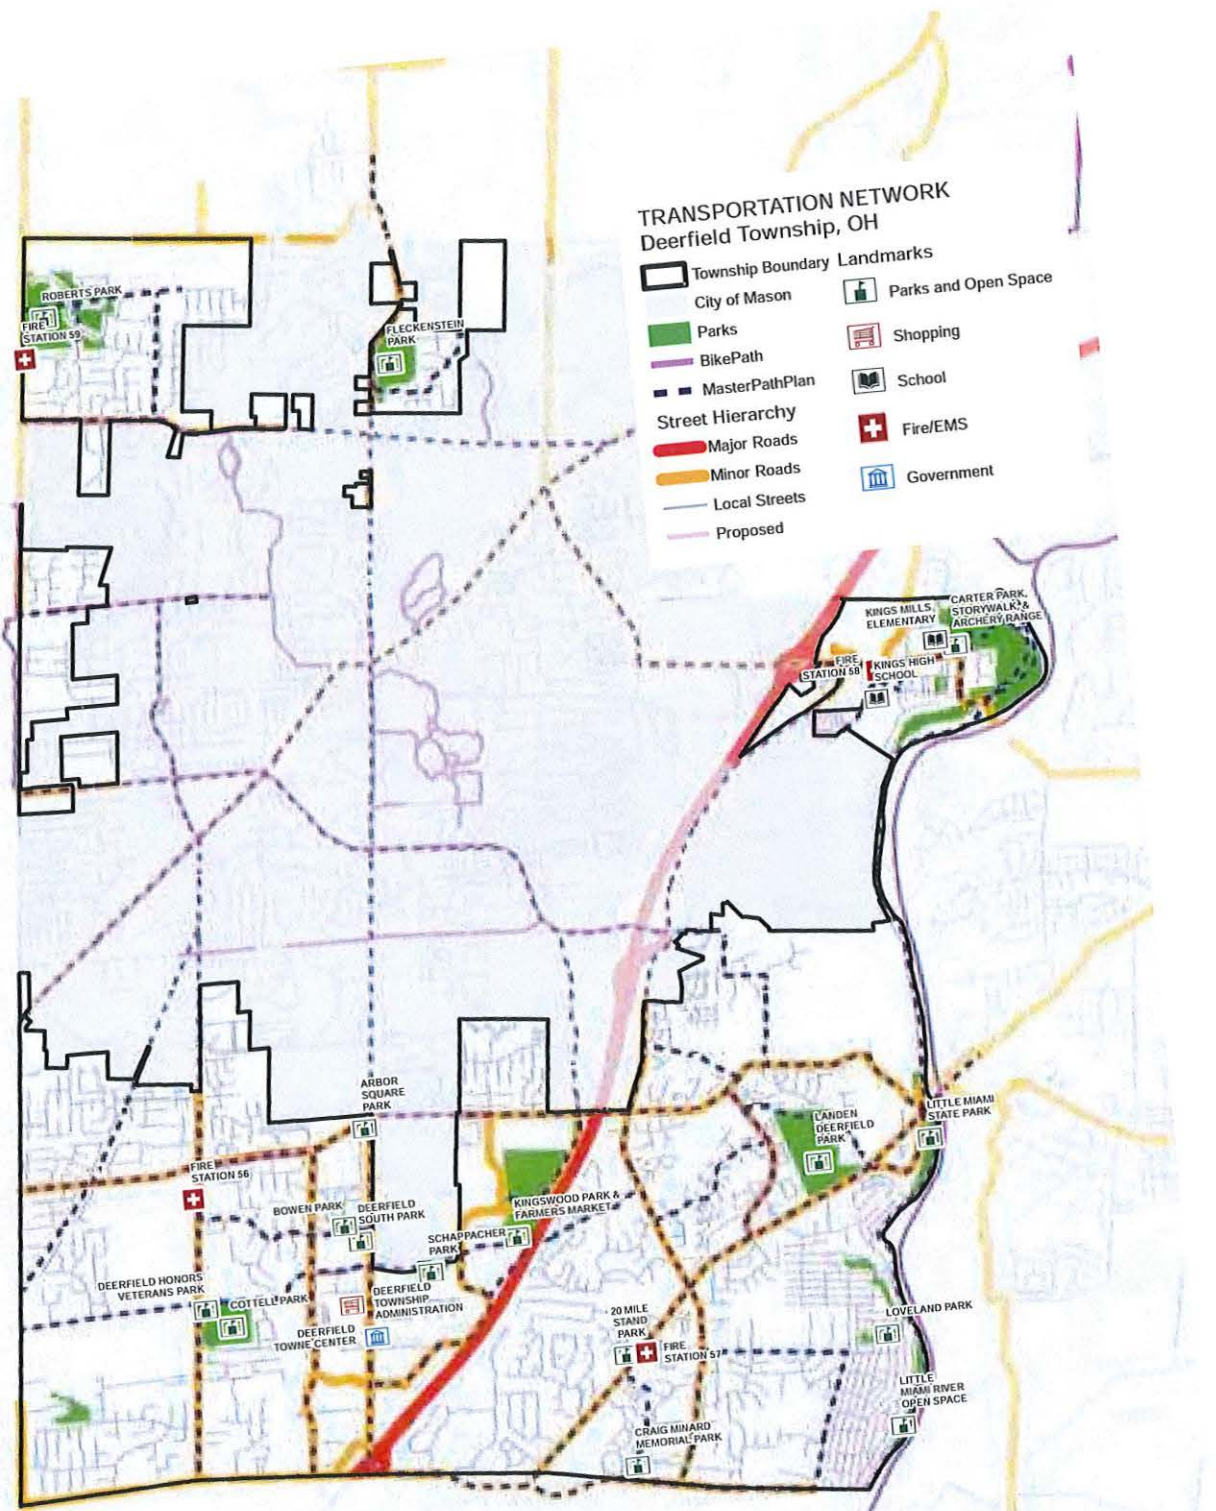 TRANSPORTATION NETWORK
Deerfield Township, OH
Township Boundary
City of Mason
Parks
BikePath
MasterPathPlan
Street Hierarchy
Major Roads
Minor Roads
Local Streets
Proposed
Landmarks
Parks and Open Space
Shopping
School
Fire/EMS
Government
ROBERTS PARK
FIRE
STATION 59
FLECKENSTEIN
PARK
KINGS MILLS
ELEMENTARY
CARTER PARK,
STORYWALK &
ARCHERY RANGE
FIRE
STATION 58
KINGS HIGH
SCHOOL
ARBOR
SQUARE
PARK
LITTLE MIAMI
STATE PARK
LANDEN
DEERFIELD
PARK
FIRE
STATION 56
BOWEN PARK
DEERFIELD
SOUTH PARK
KINGSWOOD PARK &
FARMERS MARKET
SCHAPPACHER
PARK
DEERFIELD HONORS
VETERANS PARK
COTTELL PARK
DEERFIELD
TOWNSHIP
ADMINISTRATION
DEERFIELD
TOWNE CENTER
20 MILE
STAND
PARK
FIRE
STATION 57
LOVELAND PARK
LITTLE
MIAMI RIVER
OPEN SPACE
CRAIG MINARD
MEMORIAL PARK